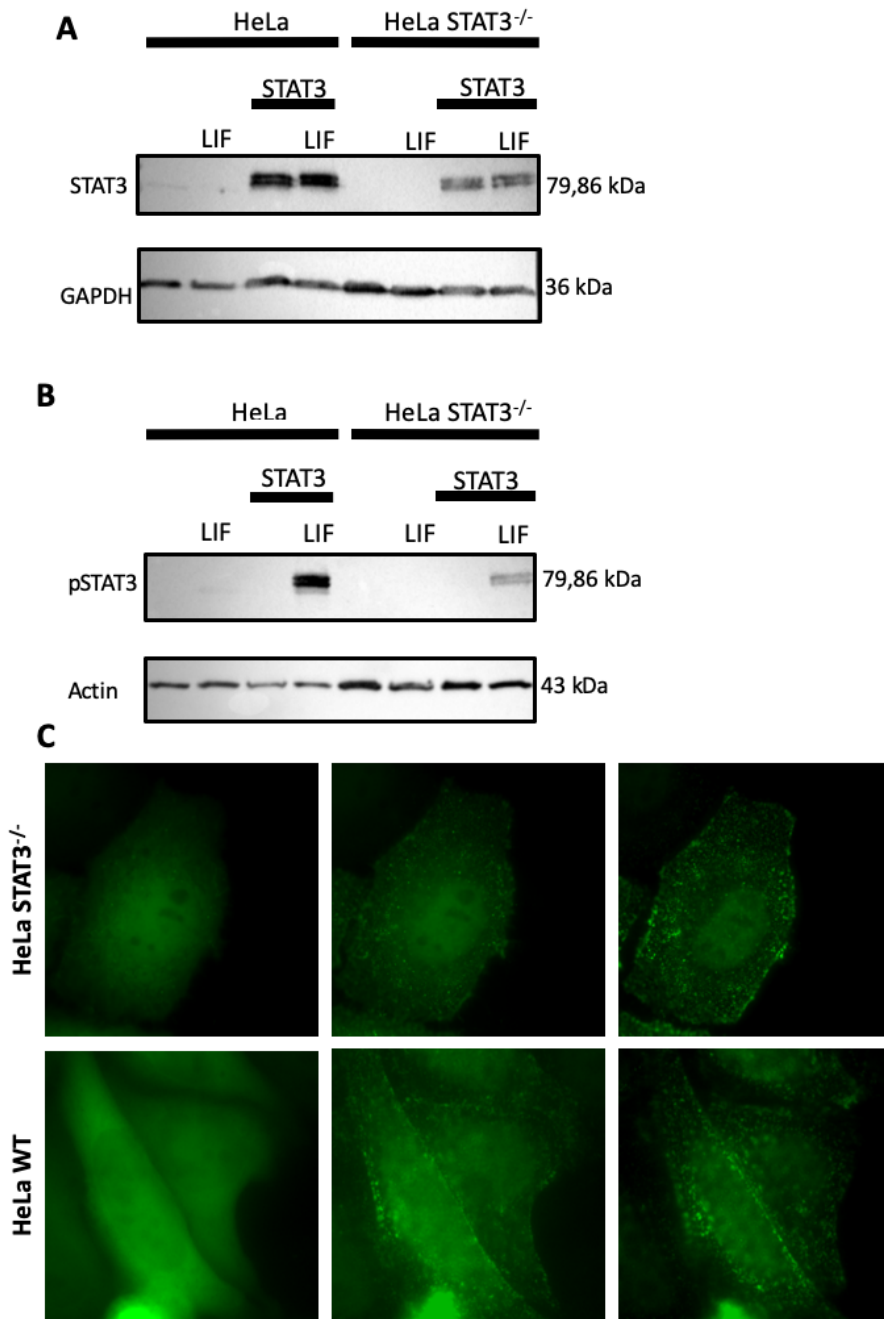 A
HeLa HeLa STAT3-/-
STAT3 STAT3
LIF LIF LIF LIF
STAT3 79,86 kDa
GAPDH 36 kDa
B
HeLa HeLa STAT3-/-
STAT3 STAT3
LIF LIF LIF LIF
pSTAT3 79,86 kDa
Actin 43 kDa
C
HeLa STAT3-/-
HeLa WT